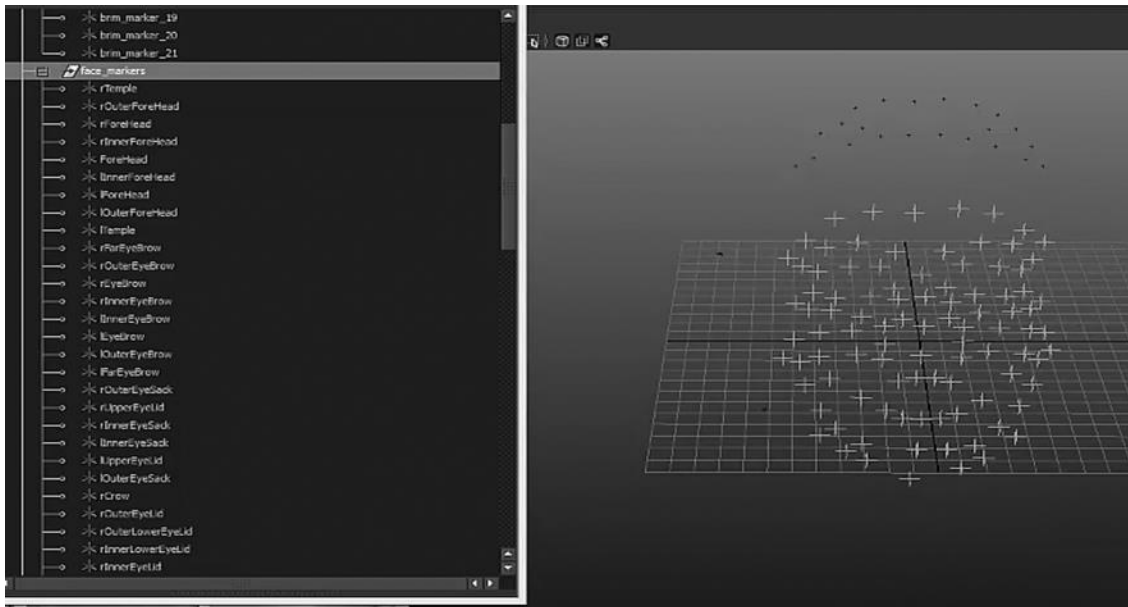 brim_marker_19
brim_marker_20
brim_marker_21
face_markers
rTemple
rOuterForeHead
rForeHead
rInnerForeHead
ForeHead
lInnerForeHead
lForeHead
lOuterForeHead
lTemple
rFarEyeBrow
rOuterEyeBrow
rEyeBrow
rInnerEyeBrow
lInnerEyeBrow
lEyeBrow
lOuterEyeBrow
lFarEyeBrow
rOuterEyeSack
rUpperEyeLid
rInnerEyeSack
lInnerEyeSack
lUpperEyeLid
lOuterEyeSack
rCrow
rOuterEyeLid
rOuterLowerEyeLid
rInnerLowerEyeLid
rInnerEyeLid